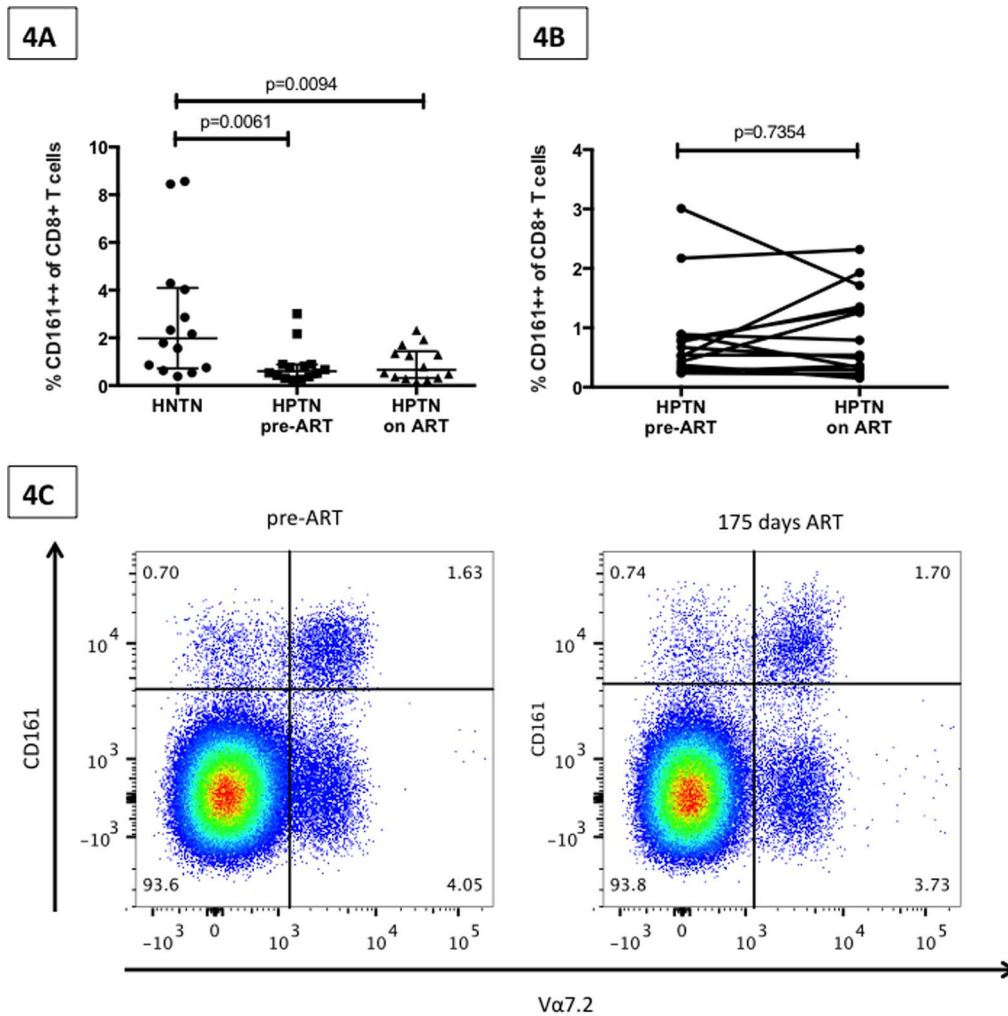 4A
p=0.0094
p=0.0061
% CD161++ of CD8+ T cells
10
8
6
4
2
0
HNTN
HPTN
pre-ART
HPTN
on ART
4B
p=0.7354
% CD161++ of CD8+ T cells
4
3
2
1
0
HPTN
pre-ART
HPTN
on ART
4C
pre-ART
CD161
0.70
1.63
93.6
4.05
10^4
10^3
-10^3
-10^3 0 10^3 10^4 10^5
175 days ART
CD161
0.74
1.70
93.8
3.73
10^4
10^3
-10^3
-10^3 0 10^3 10^4 10^5
Vα7.2